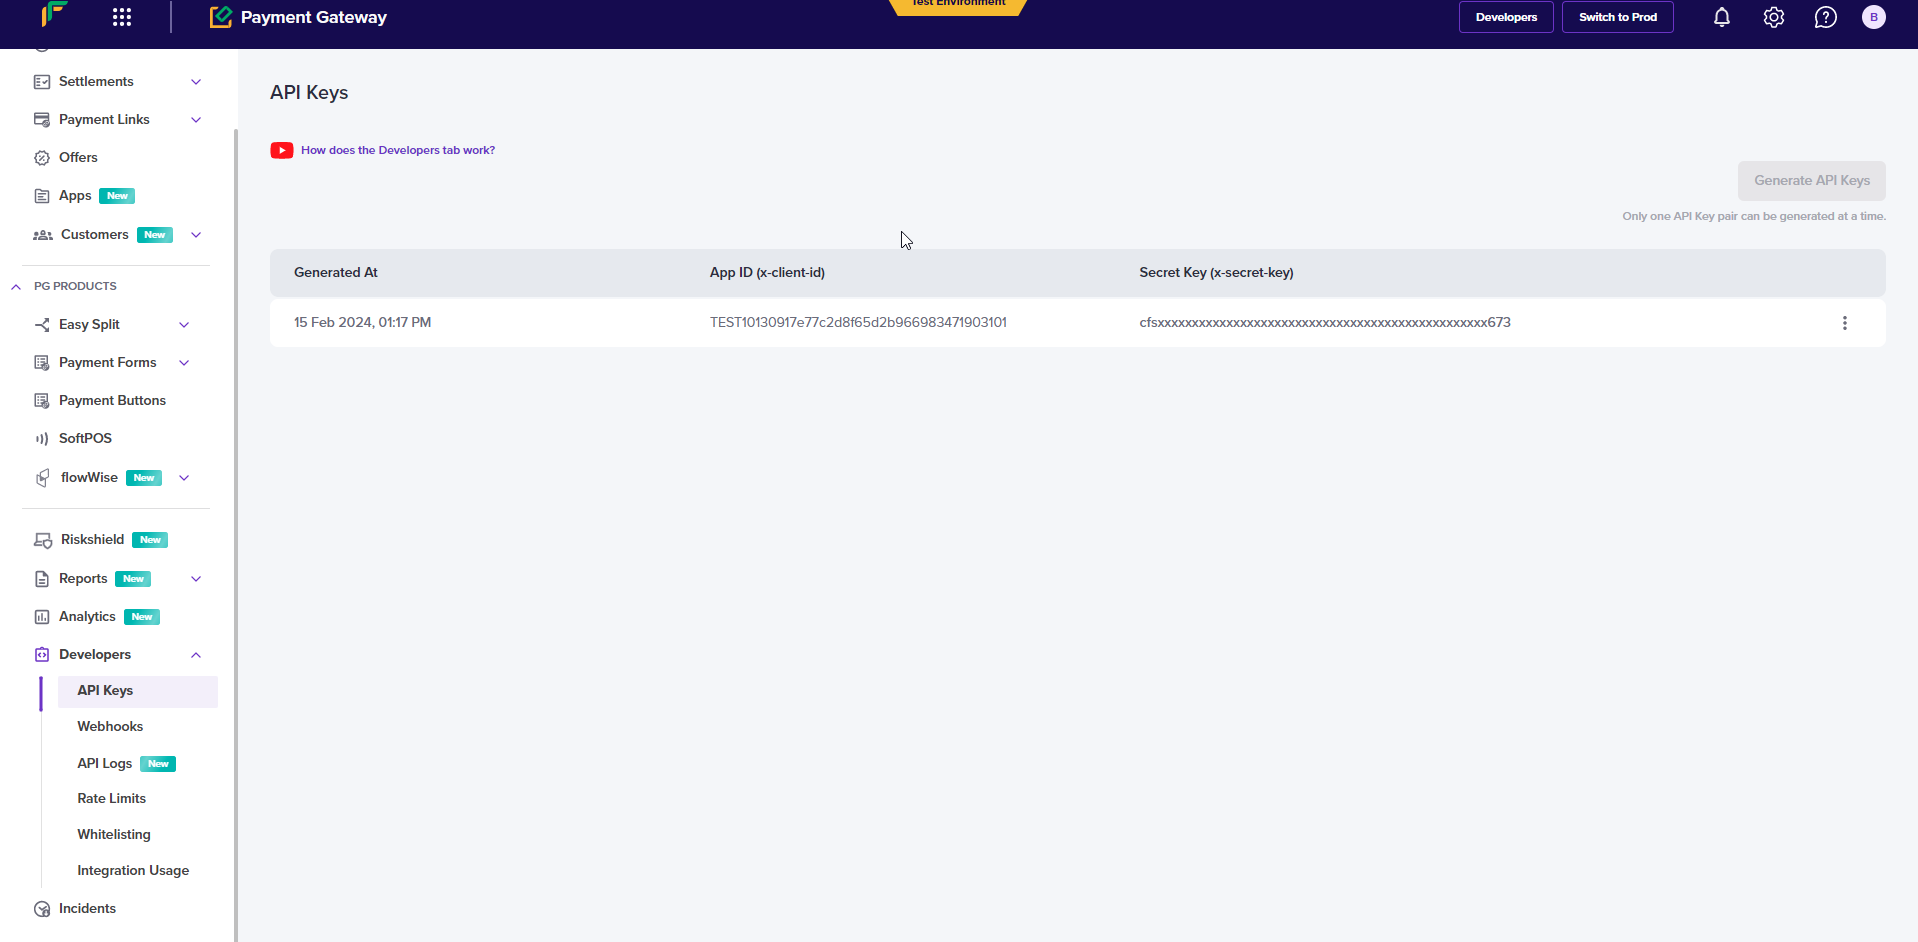 Payment Gateway
Test Environment
Developers
Switch to Prod
B
Settlements
Payment Links
Offers
Apps New
Customers New
PG PRODUCTS
Easy Split
Payment Forms
Payment Buttons
SoftPOS
flowWise New
Riskshield New
Reports New
Analytics New
Developers
API Keys
Webhooks
API Logs New
Rate Limits
Whitelisting
Integration Usage
Incidents
API Keys
How does the Developers tab work?
Generate API Keys
Only one API Key pair can be generated at a time.
Generated At App ID (x-client-id) Secret Key (x-secret-key)
15 Feb 2024, 01:17 PM TEST10130917e77c2d8f65d2b966983471903101 cfsxxxxxxxxxxxxxxxxxxxxxxxxxxxxxxxxxxxxxxxxxxxxxxxx673